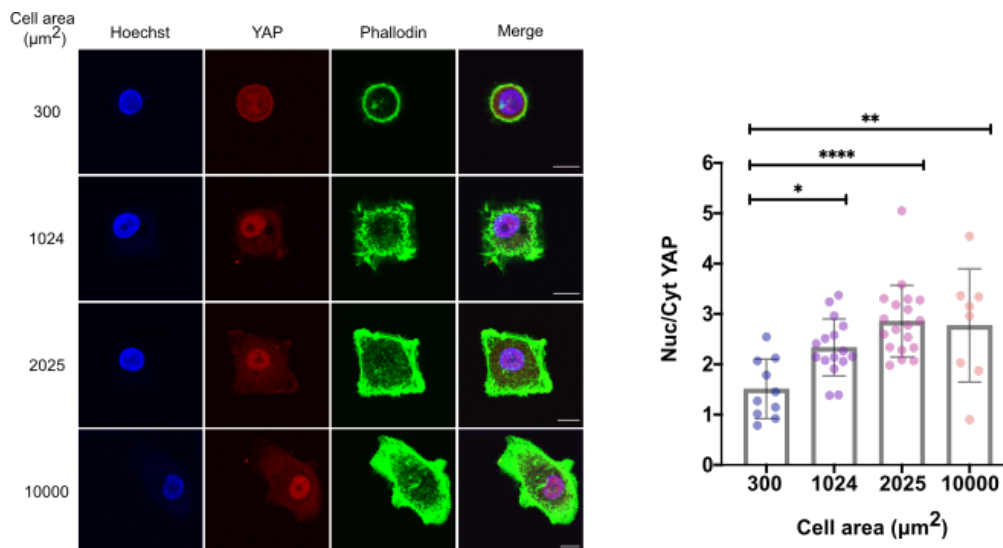 Cell area
(µm²)
Hoechst
YAP
Phallodin
Merge
300
1024
2025
10000
**
****
*
6
5
4
3
2
1
0
Nuc/Cyt YAP
300 1024 2025 10000
Cell area (µm²)